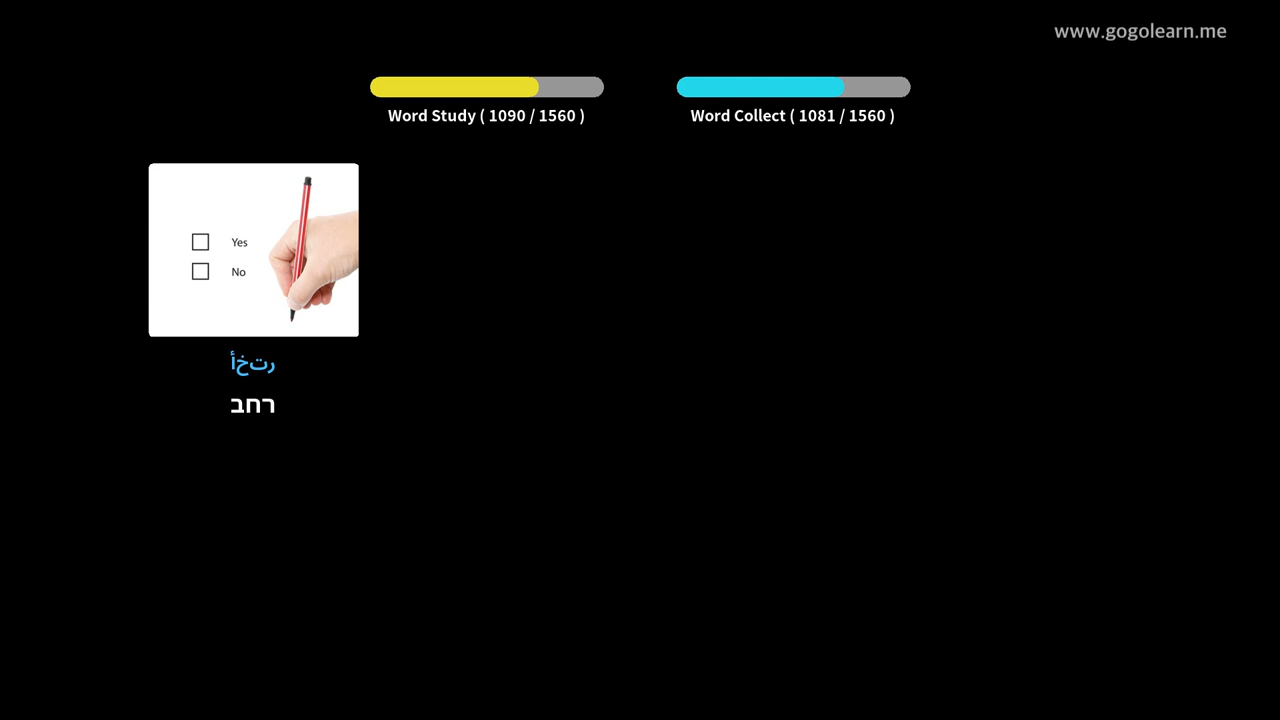 www.gogolearn.me
Word Study ( 1090 / 1560 )
Word Collect ( 1081 / 1560 )
Yes
No
رتخأ
רחב